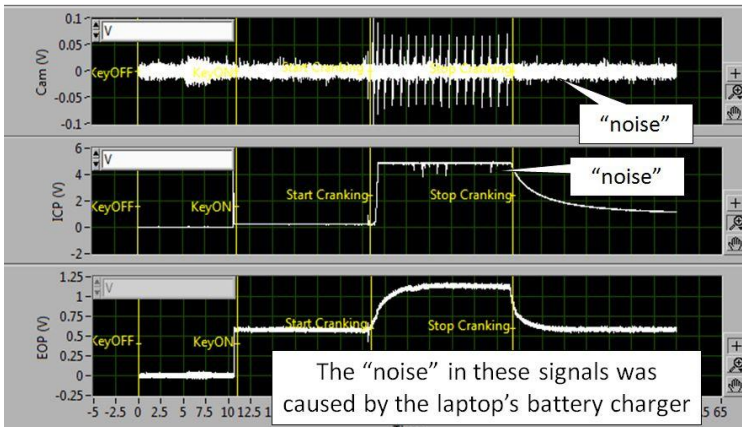 0.1
V
0.05
Cam (V)
0
KeyOFF
KeyON
Start Cranking
Stop Cranking
-0.05
-0.1
“noise”
6
V
4
“noise”
ICP (V)
2
KeyOFF
KeyON
Start Cranking
Stop Cranking
0
-2
1.25
V
1
0.75
EOP (V)
0.5
KeyOFF
KeyON
Start Cranking
Stop Cranking
0.25
0
-0.25
The “noise” in these signals was
caused by the laptop’s battery charger
-5 -2.5 0 2.5 5 7.5 10 12.5 15 65